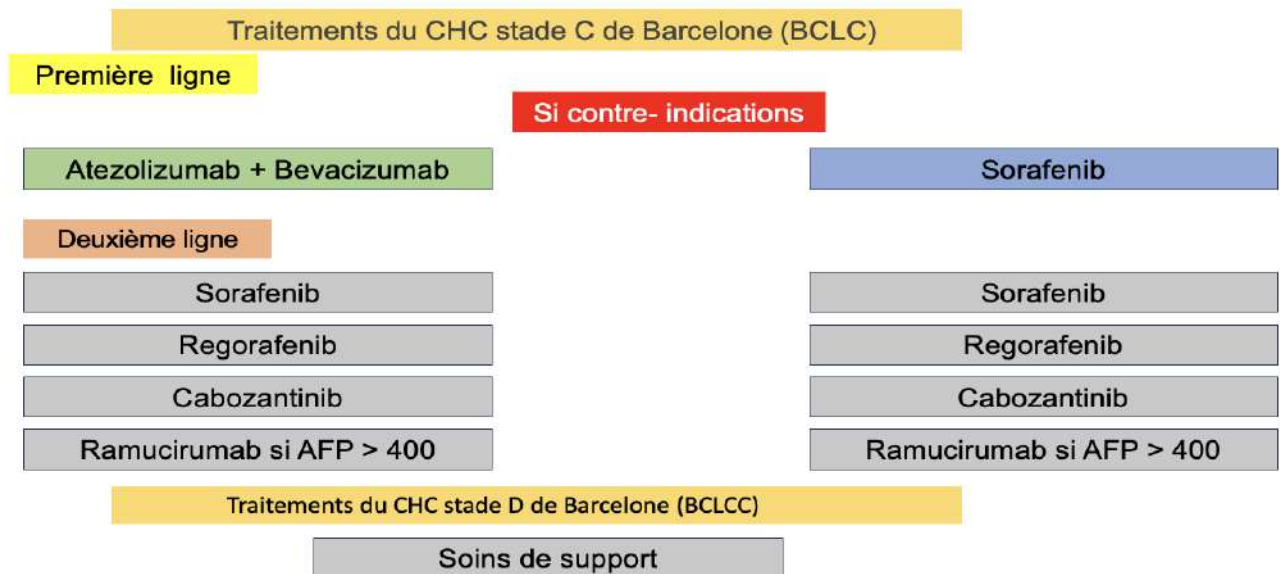 Traitements du CHC stade C de Barcelone (BCLC)
Première ligne
Si contre- indications
Atezolizumab + Bevacizumab
Sorafenib
Deuxième ligne
Sorafenib
Sorafenib
Regorafenib
Regorafenib
Cabozantinib
Cabozantinib
Ramucirumab si AFP > 400
Ramucirumab si AFP > 400
Traitements du CHC stade D de Barcelone (BCLCC)
Soins de support